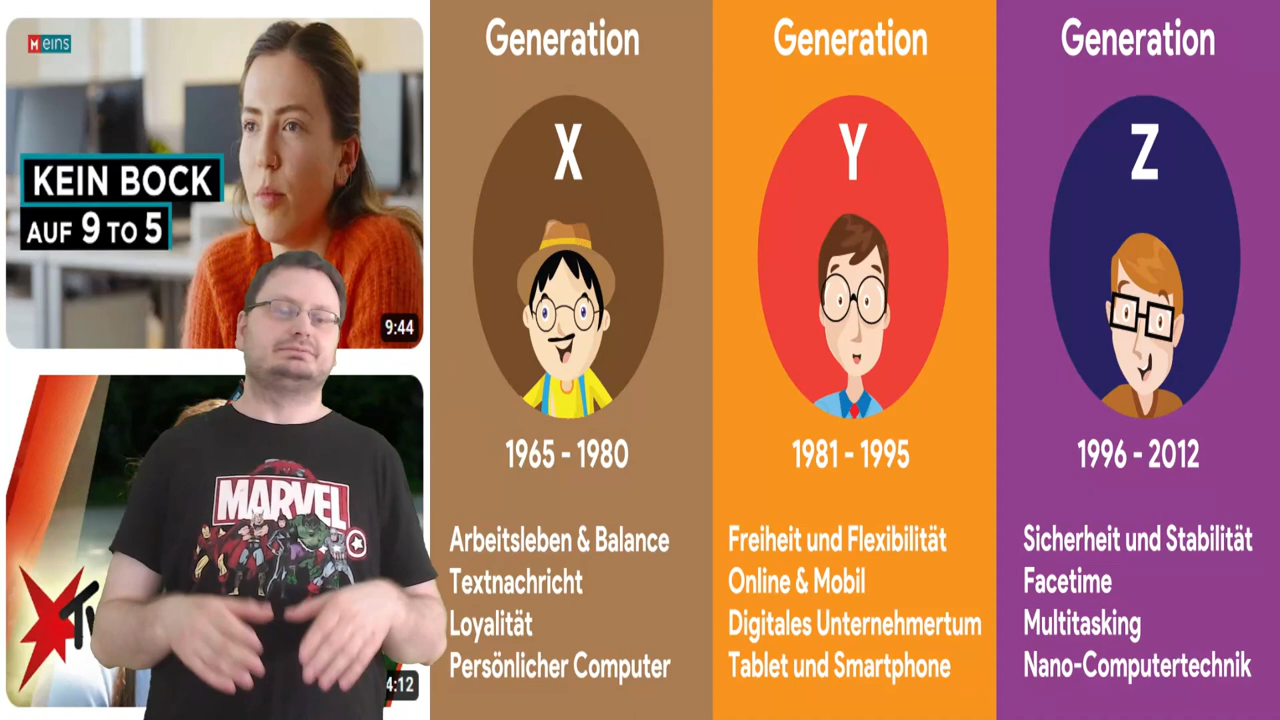 M eins
KEIN BOCK
AUF 9 TO 5
9:44
MARVEL
4:12
Generation
X
1965 - 1980
Arbeitsleben & Balance
Textnachricht
Loyalität
Persönlicher Computer
Generation
Y
1981 - 1995
Freiheit und Flexibilität
Online & Mobil
Digitales Unternehmertum
Tablet und Smartphone
Generation
Z
1996 - 2012
Sicherheit und Stabilität
Facetime
Multitasking
Nano-Computertechnik